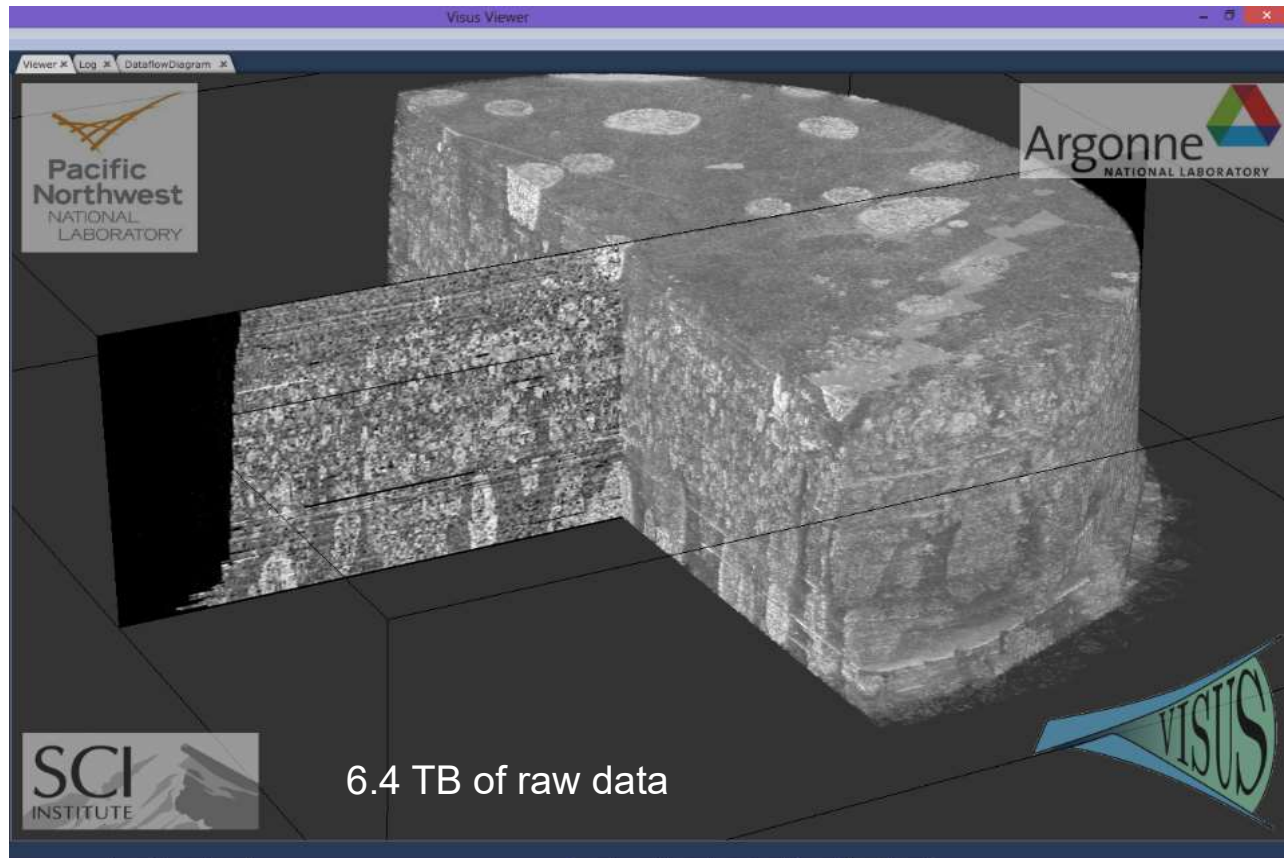 Visus Viewer
Viewer x Log x DataflowDiagram x
Pacific
Northwest
NATIONAL
LABORATORY
Argonne
NATIONAL LABORATORY
SCI
INSTITUTE
6.4 TB of raw data
VISUS